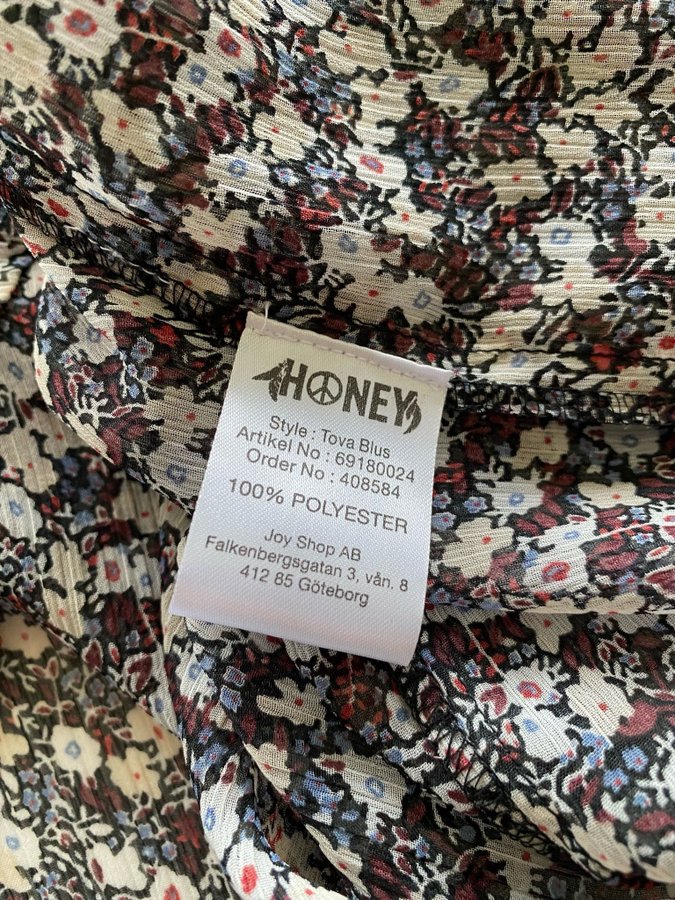 HONEY
Style : Tova Blus
Artikel No : 69180024
Order No : 408584
100% POLYESTER
Joy Shop AB
Falkenbergsgatan 3, vån. 8
412 85 Göteborg